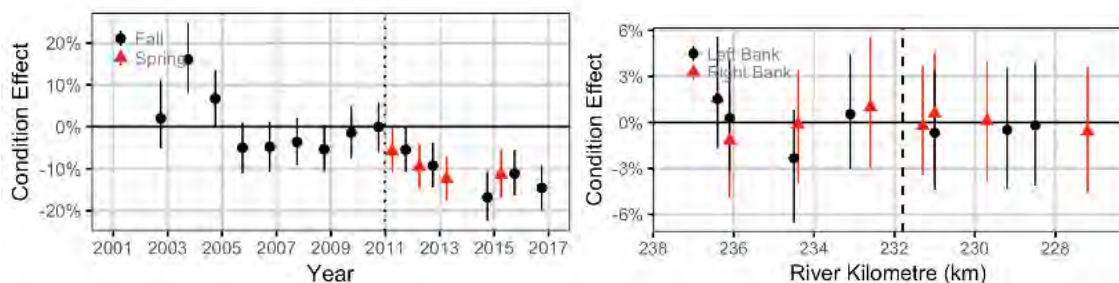 20%
10%
0%
-10%
-20%
Condition Effect
Fall
Spring
2001 2003 2005 2007 2009 2011 2013 2015 2017
Year
6%
3%
0%
-3%
-6%
Condition Effect
Left Bank
Right Bank
238 236 234 232 230 228
River Kilometre (km)